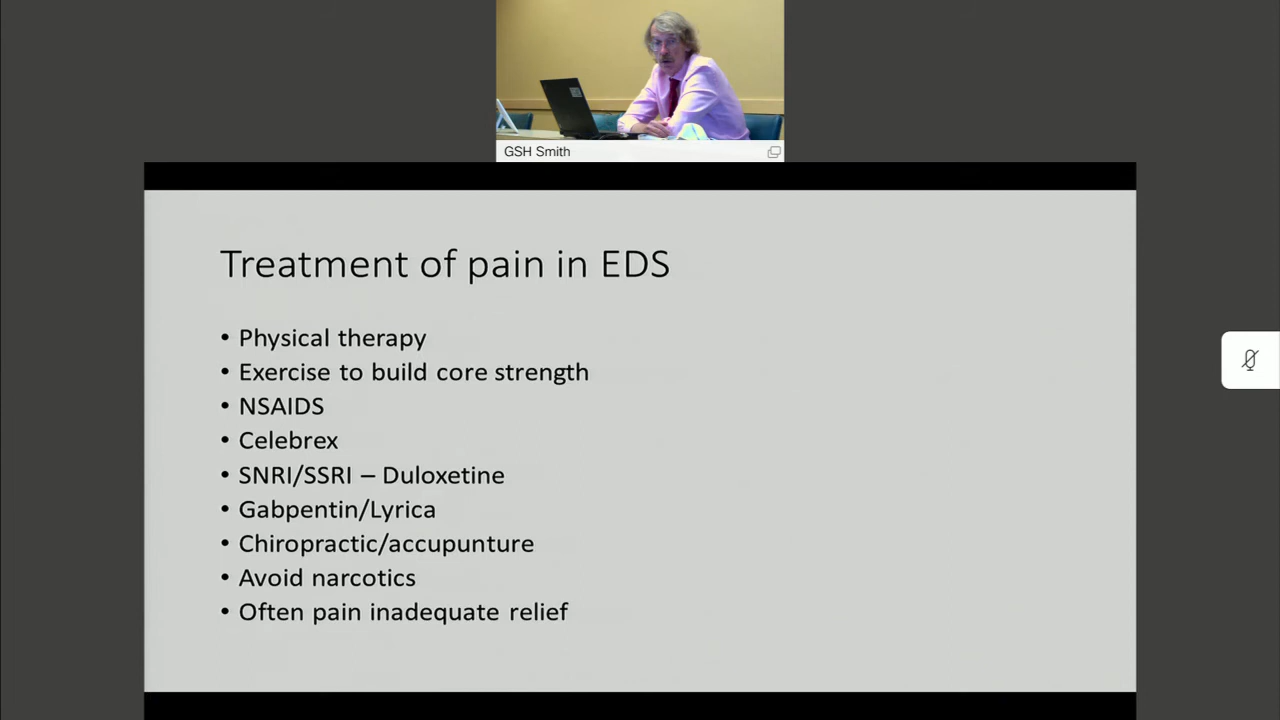 GSH Smith
Treatment of pain in EDS
• Physical therapy
• Exercise to build core strength
• NSAIDS
• Celebrex
• SNRI/SSRI – Duloxetine
• Gabpentin/Lyrica
• Chiropractic/accupunture
• Avoid narcotics
• Often pain inadequate relief